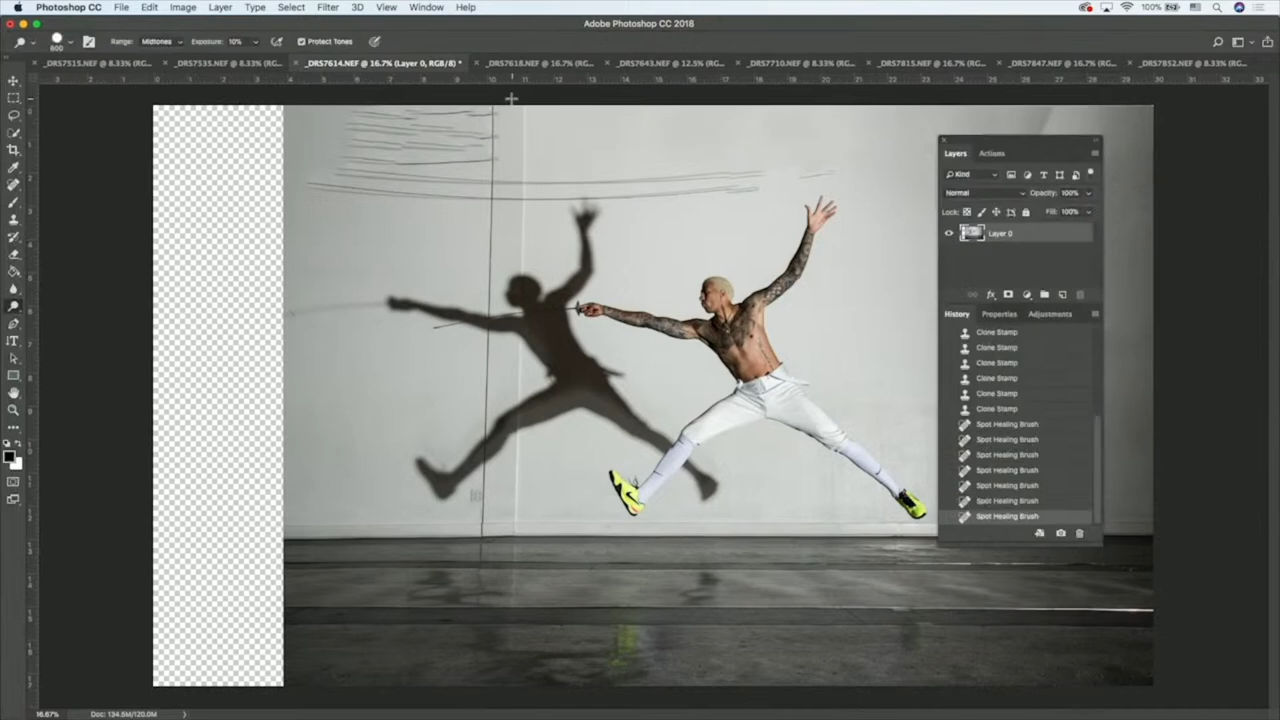 Photoshop CC File Edit Image Layer Type Select Filter 3D View Window Help 100%
Adobe Photoshop CC 2018
600 Range: Midtones Exposure: 10% Protect Tones
_DRS7515.NEF @ 8.33% (RG... _DRS7535.NEF @ 8.33% (RG... _DRS7614.NEF @ 16.7% (Layer 0, RGB/8) * _DRS7618.NEF @ 16.7% (RG... _DRS7643.NEF @ 12.5% (RG... _DRS7710.NEF @ 8.33% (RG... _DRS7815.NEF @ 16.7% (RG... _DRS7847.NEF @ 16.7% (RG... _DRS7852.NEF @ 8.33% (RG...
Layers Actions
Kind
Normal Opacity: 100%
Lock: Fill: 100%
Layer 0
fx
History Properties Adjustments
Clone Stamp
Clone Stamp
Clone Stamp
Clone Stamp
Clone Stamp
Clone Stamp
Spot Healing Brush
Spot Healing Brush
Spot Healing Brush
Spot Healing Brush
Spot Healing Brush
Spot Healing Brush
Spot Healing Brush
16.67% Doc: 134.5M/120.0M